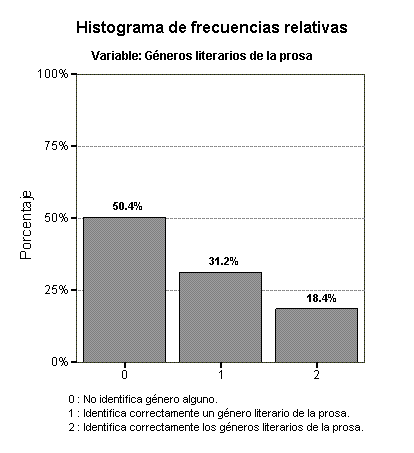 Histograma de frecuencias relativas
Variable: Géneros literarios de la prosa
100%
75%
50%
25%
0%
Porcentaje
50.4%
31.2%
18.4%
0
1
2
0 : No identifica género alguno.
1 : Identifica correctamente un género literario de la prosa.
2 : Identifica correctamente los géneros literarios de la prosa.